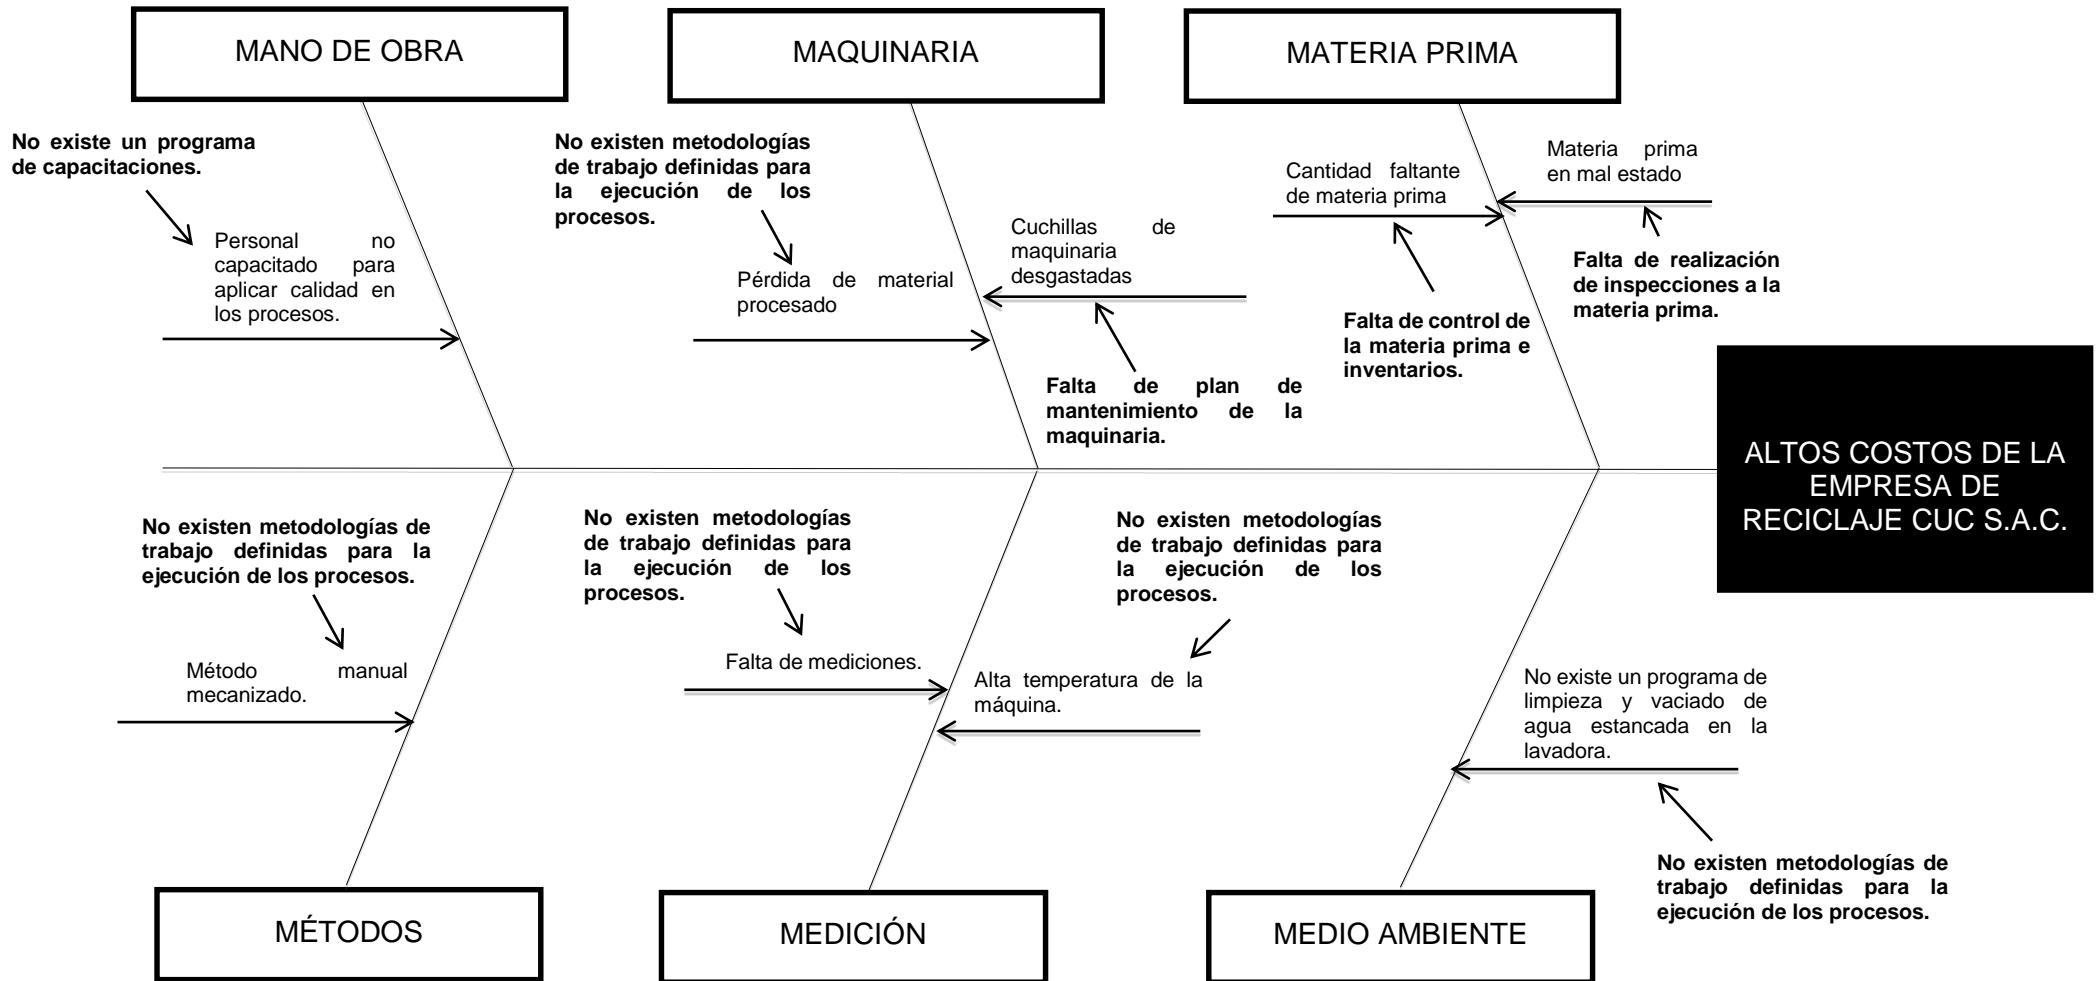 MANO DE OBRA
MAQUINARIA
MATERIA PRIMA
No existe un programa
de capacitaciones.
Personal no
capacitado para
aplicar calidad en
los procesos.
No existen metodologías
de trabajo definidas para
la ejecución de los
procesos.
Pérdida de material
procesado
Cuchillas de
maquinaria
desgastadas
Falta de plan de
mantenimiento de la
maquinaria.
Cantidad faltante
de materia prima
Falta de control de
la materia prima e
inventarios.
Materia prima
en mal estado
Falta de realización
de inspecciones a la
materia prima.
ALTOS COSTOS DE LA
EMPRESA DE
RECICLAJE CUC S.A.C.
No existen metodologías de
trabajo definidas para la
ejecución de los procesos.
Método manual
mecanizado.
No existen metodologías
de trabajo definidas para
la ejecución de los
procesos.
Falta de mediciones.
No existen metodologías
de trabajo definidas para
la ejecución de los
procesos.
Alta temperatura de la
máquina.
No existe un programa de
limpieza y vaciado de
agua estancada en la
lavadora.
No existen metodologías de
trabajo definidas para la
ejecución de los procesos.
MÉTODOS
MEDICIÓN
MEDIO AMBIENTE